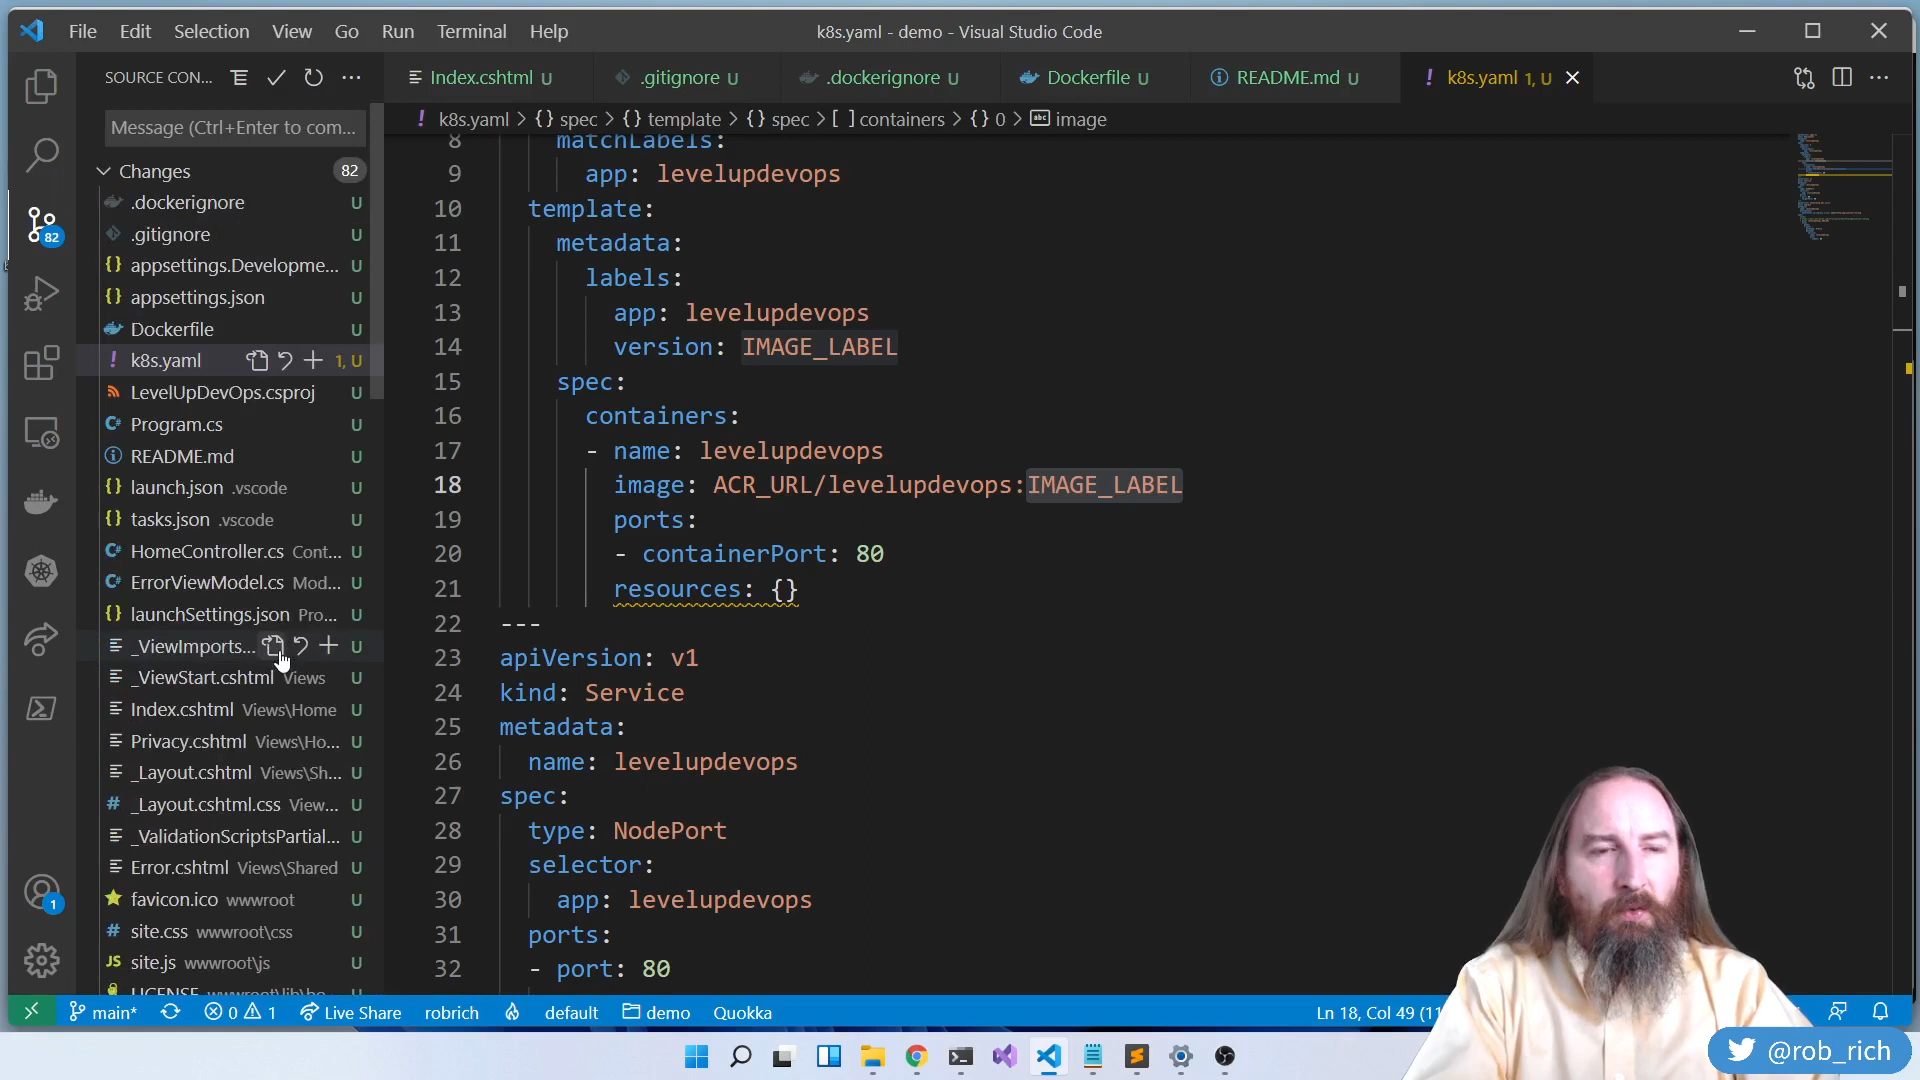 File Edit Selection View Go Run Terminal Help
k8s.yaml - demo - Visual Studio Code
SOURCE CON...
Index.cshtml U
.gitignore U
.dockerignore U
Dockerfile U
README.md U
! k8s.yaml 1, U
Message (Ctrl+Enter to com...
! k8s.yaml > {} spec > {} template > {} spec > [ ] containers > {} 0 > abc image
Changes 82
.dockerignore U
.gitignore U
{} appsettings.Developme... U
{} appsettings.json U
Dockerfile U
! k8s.yaml 1, U
LevelUpDevOps.csproj U
C# Program.cs U
README.md U
{} launch.json .vscode U
{} tasks.json .vscode U
C# HomeController.cs Cont... U
C# ErrorViewModel.cs Mod... U
{} launchSettings.json Pro... U
_ViewImports... U
_ViewStart.cshtml Views U
Index.cshtml Views\Home U
Privacy.cshtml Views\Ho... U
_Layout.cshtml Views\Sh... U
# _Layout.cshtml.css View... U
_ValidationScriptsPartial... U
Error.cshtml Views\Shared U
favicon.ico wwwroot U
# site.css wwwroot\css U
JS site.js wwwroot\js U
82
1
8 matchLabels:
9 app: levelupdevops
10 template:
11 metadata:
12 labels:
13 app: levelupdevops
14 version: IMAGE_LABEL
15 spec:
16 containers:
17 - name: levelupdevops
18 image: ACR_URL/levelupdevops:IMAGE_LABEL
19 ports:
20 - containerPort: 80
21 resources: {}
22 ---
23 apiVersion: v1
24 kind: Service
25 metadata:
26 name: levelupdevops
27 spec:
28 type: NodePort
29 selector:
30 app: levelupdevops
31 ports:
32 - port: 80
main* 0 1 Live Share robrich default demo Quokka Ln 18, Col 49 (11
@rob_rich